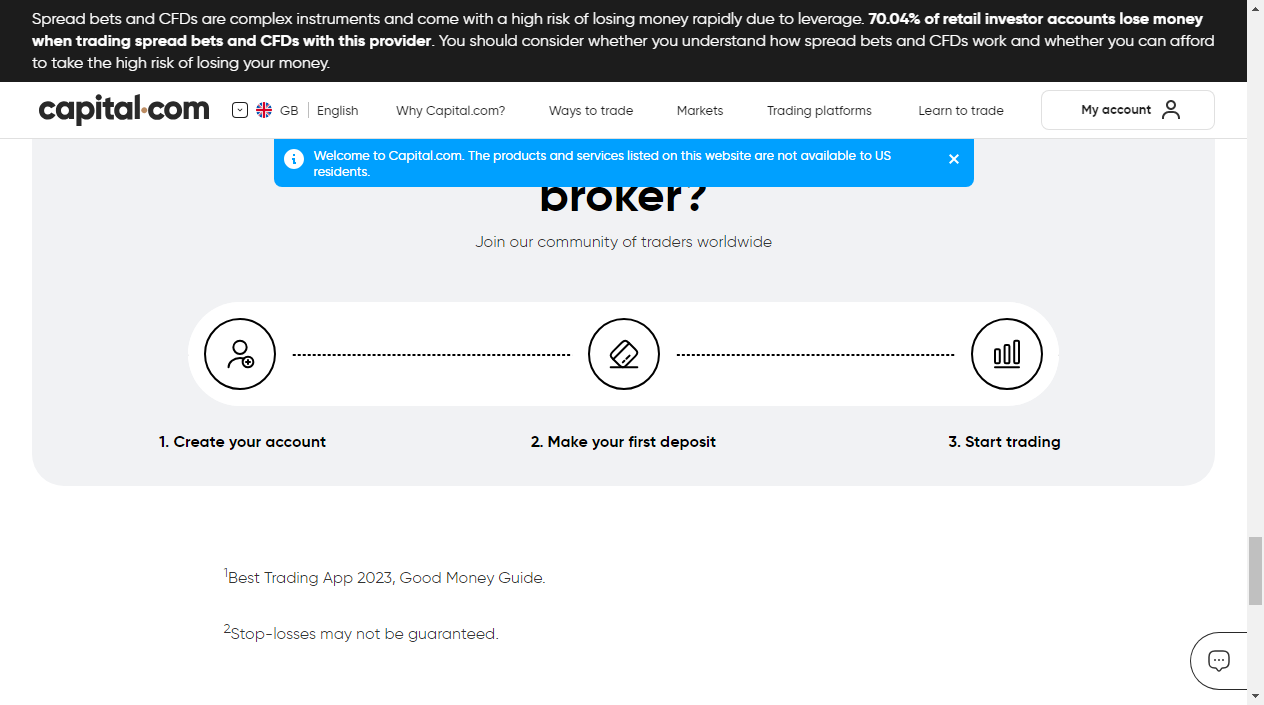 Spread bets and CFDs are complex instruments and come with a high risk of losing money rapidly due to leverage. 70.04% of retail investor accounts lose money
when trading spread bets and CFDs with this provider. You should consider whether you understand how spread bets and CFDs work and whether you can afford
to take the high risk of losing your money.
capital.com GB English Why Capital.com? Ways to trade Markets Trading platforms Learn to trade My account
Welcome to Capital.com. The products and services listed on this website are not available to US
residents.
broker?
Join our community of traders worldwide
1. Create your account 2. Make your first deposit 3. Start trading
1Best Trading App 2023, Good Money Guide.
2Stop-losses may not be guaranteed.